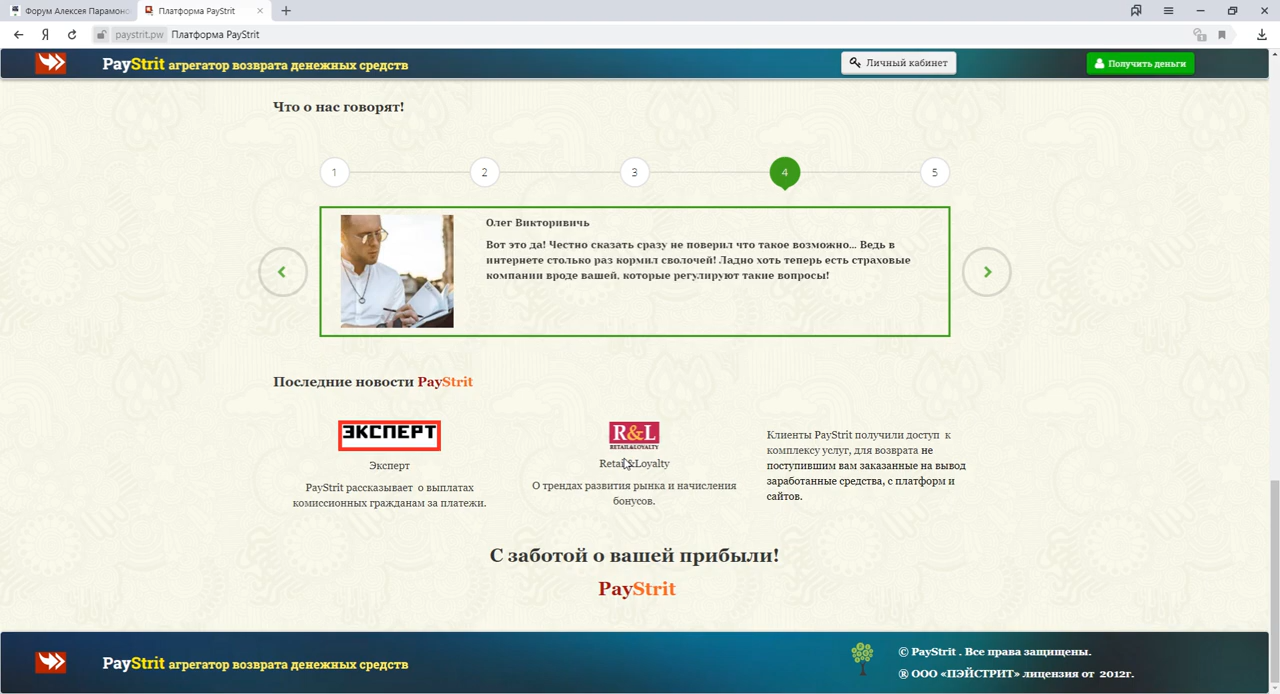 Форум Алексея Парамоно
Платформа PayStrit
paystrit.pw Платформа PayStrit
PayStrit агрегатор возврата денежных средств
Личный кабинет
Получить деньги
Что о нас говорят!
1 2 3 4 5
Олег Викторивичь
Вот это да! Честно сказать сразу не поверил что такое возможно... Ведь в
интернете столько раз кормил сволочей! Ладно хоть теперь есть страховые
компании вроде вашей, которые регулируют такие вопросы!
Последние новости PayStrit
ЭКСПЕРТ
Эксперт
PayStrit рассказывает о выплатах
комиссионных гражданам за платежи.
R&L
RETAIL&LOYALTY
Retail&Loyalty
О трендах развития рынка и начисления
бонусов.
Клиенты PayStrit получили доступ к
комплексу услуг, для возврата не
поступившим вам заказанные на вывод
заработанные средства, с платформ и
сайтов.
С заботой о вашей прибыли!
PayStrit
PayStrit агрегатор возврата денежных средств
© PayStrit . Все права защищены.
® ООО «ПЭЙСТРИТ» лицензия от 2012г.